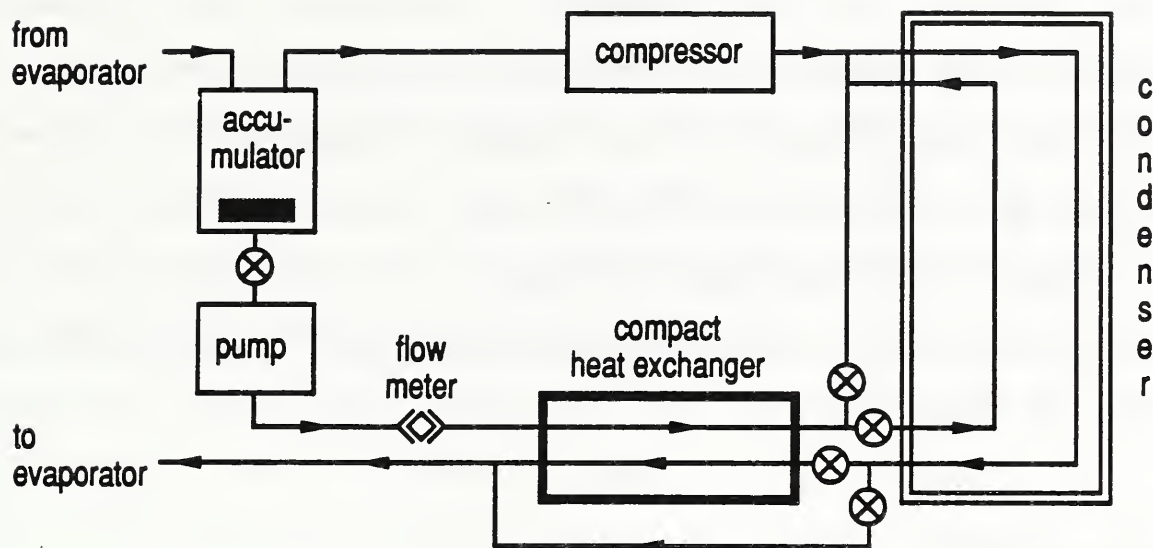 from
evaporator
compressor
accu-
mulator
pump
flow
meter
compact
heat exchanger
to
evaporator
c
o
n
d
e
n
s
e
r